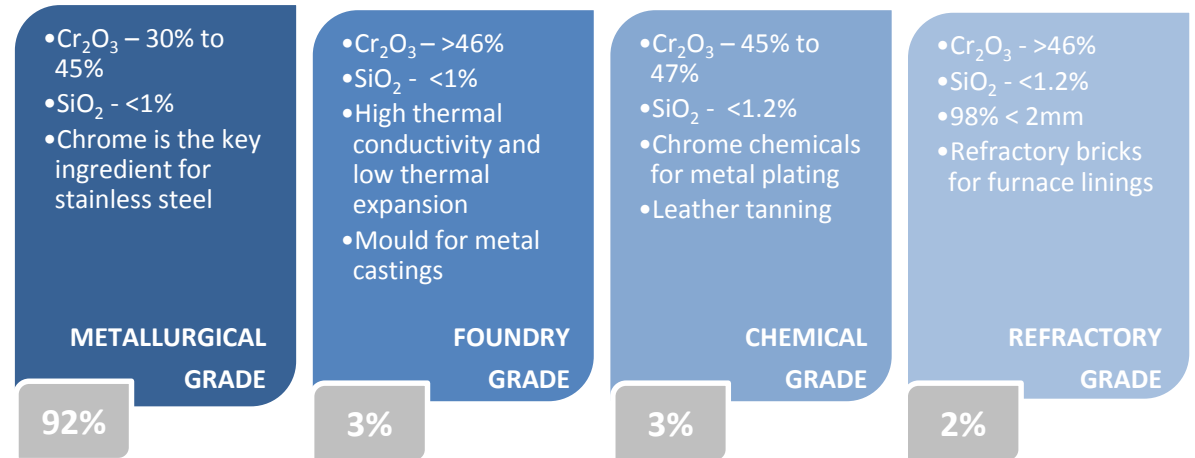 •Cr₂O₃ – 30% to
45%
•SiO₂ - <1%
•Chrome is the key
ingredient for
stainless steel
METALLURGICAL
GRADE
92%
•Cr₂O₃ – >46%
•SiO₂ - <1%
•High thermal
conductivity and
low thermal
expansion
•Mould for metal
castings
FOUNDRY
GRADE
3%
•Cr₂O₃ – 45% to
47%
•SiO₂ - <1.2%
•Chrome chemicals
for metal plating
•Leather tanning
CHEMICAL
GRADE
3%
•Cr₂O₃ - >46%
•SiO₂ - <1.2%
•98% < 2mm
•Refractory bricks
for furnace linings
REFRACTORY
GRADE
2%